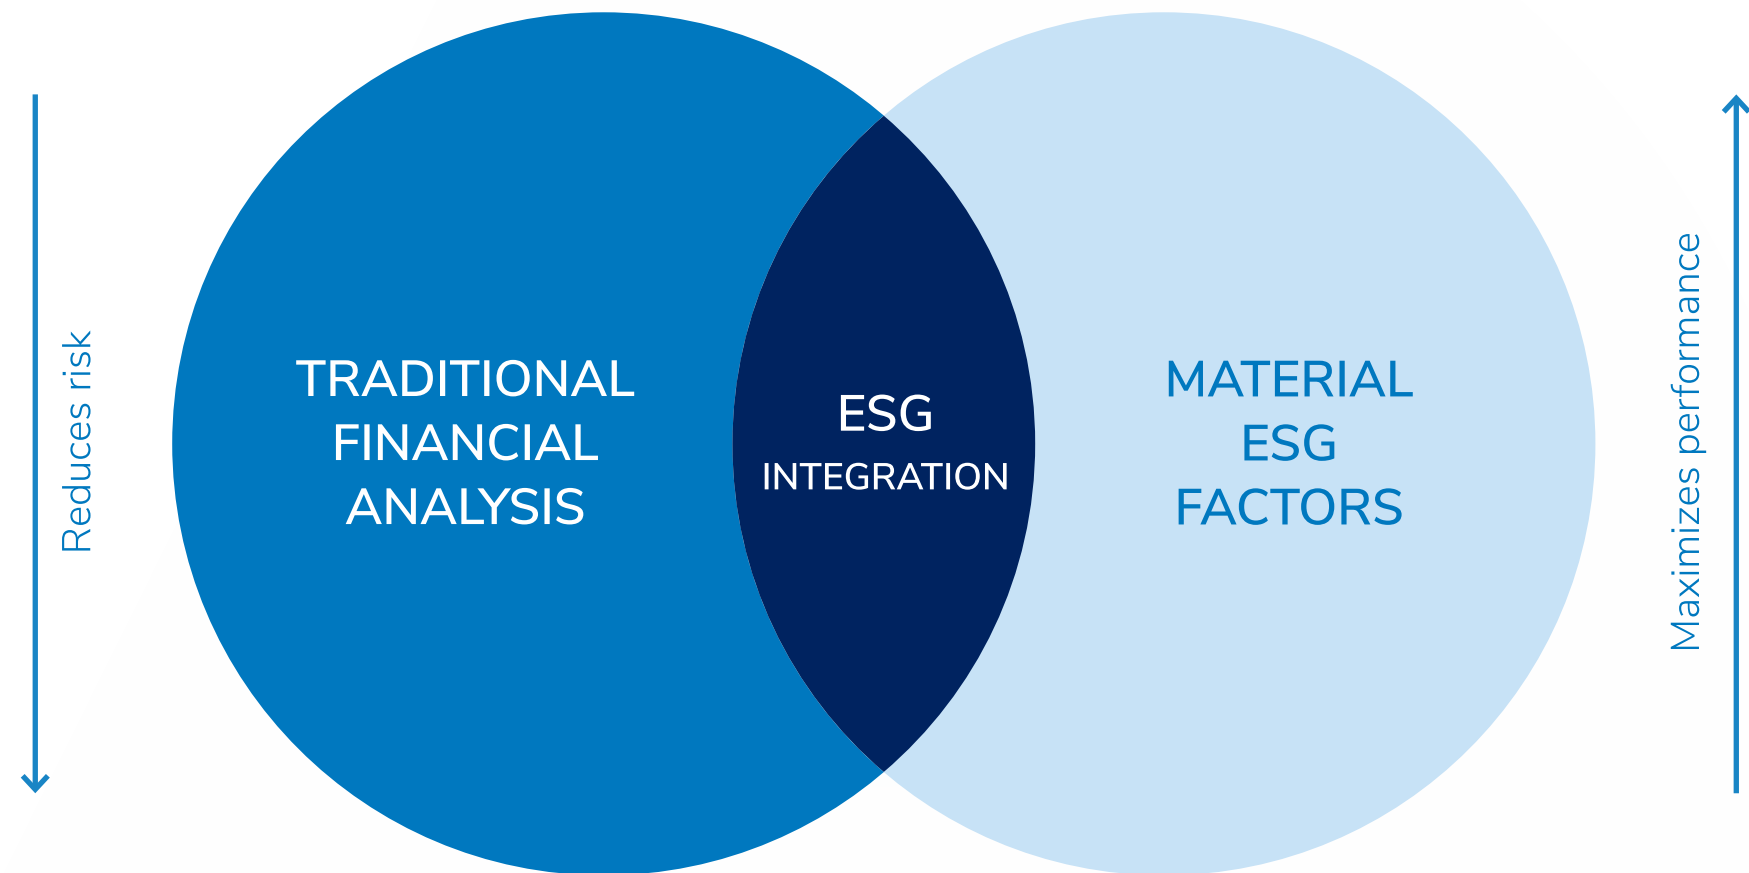 Reduces risk
TRADITIONAL
FINANCIAL
ANALYSIS
ESG
INTEGRATION
MATERIAL
ESG
FACTORS
Maximizes performance